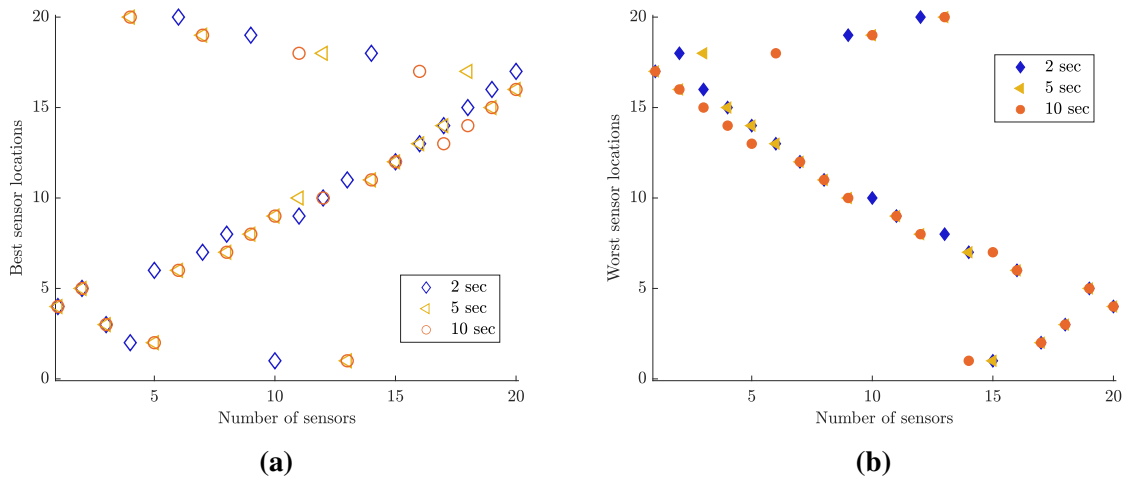 20
15
10
5
0
Best sensor locations
5
10
15
20
Number of sensors
2 sec
5 sec
10 sec
(a)
20
15
10
5
0
Worst sensor locations
5
10
15
20
Number of sensors
2 sec
5 sec
10 sec
(b)